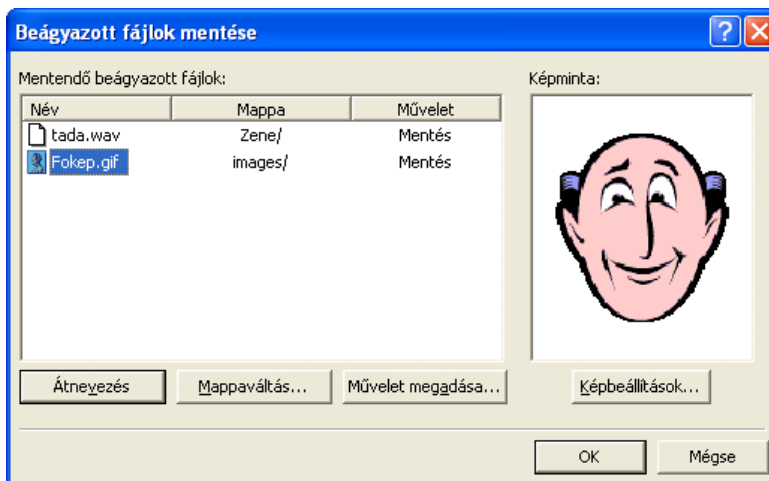 Beágyazott fájlok mentése
Mentendő beágyazott fájlok:
Képminta:
Név Mappa Művelet
tada.wav Zene/ Mentés
Fokep.gif images/ Mentés
Átnevezés Mappaváltás... Művelet megadása... Képbeállítások...
OK Mégse